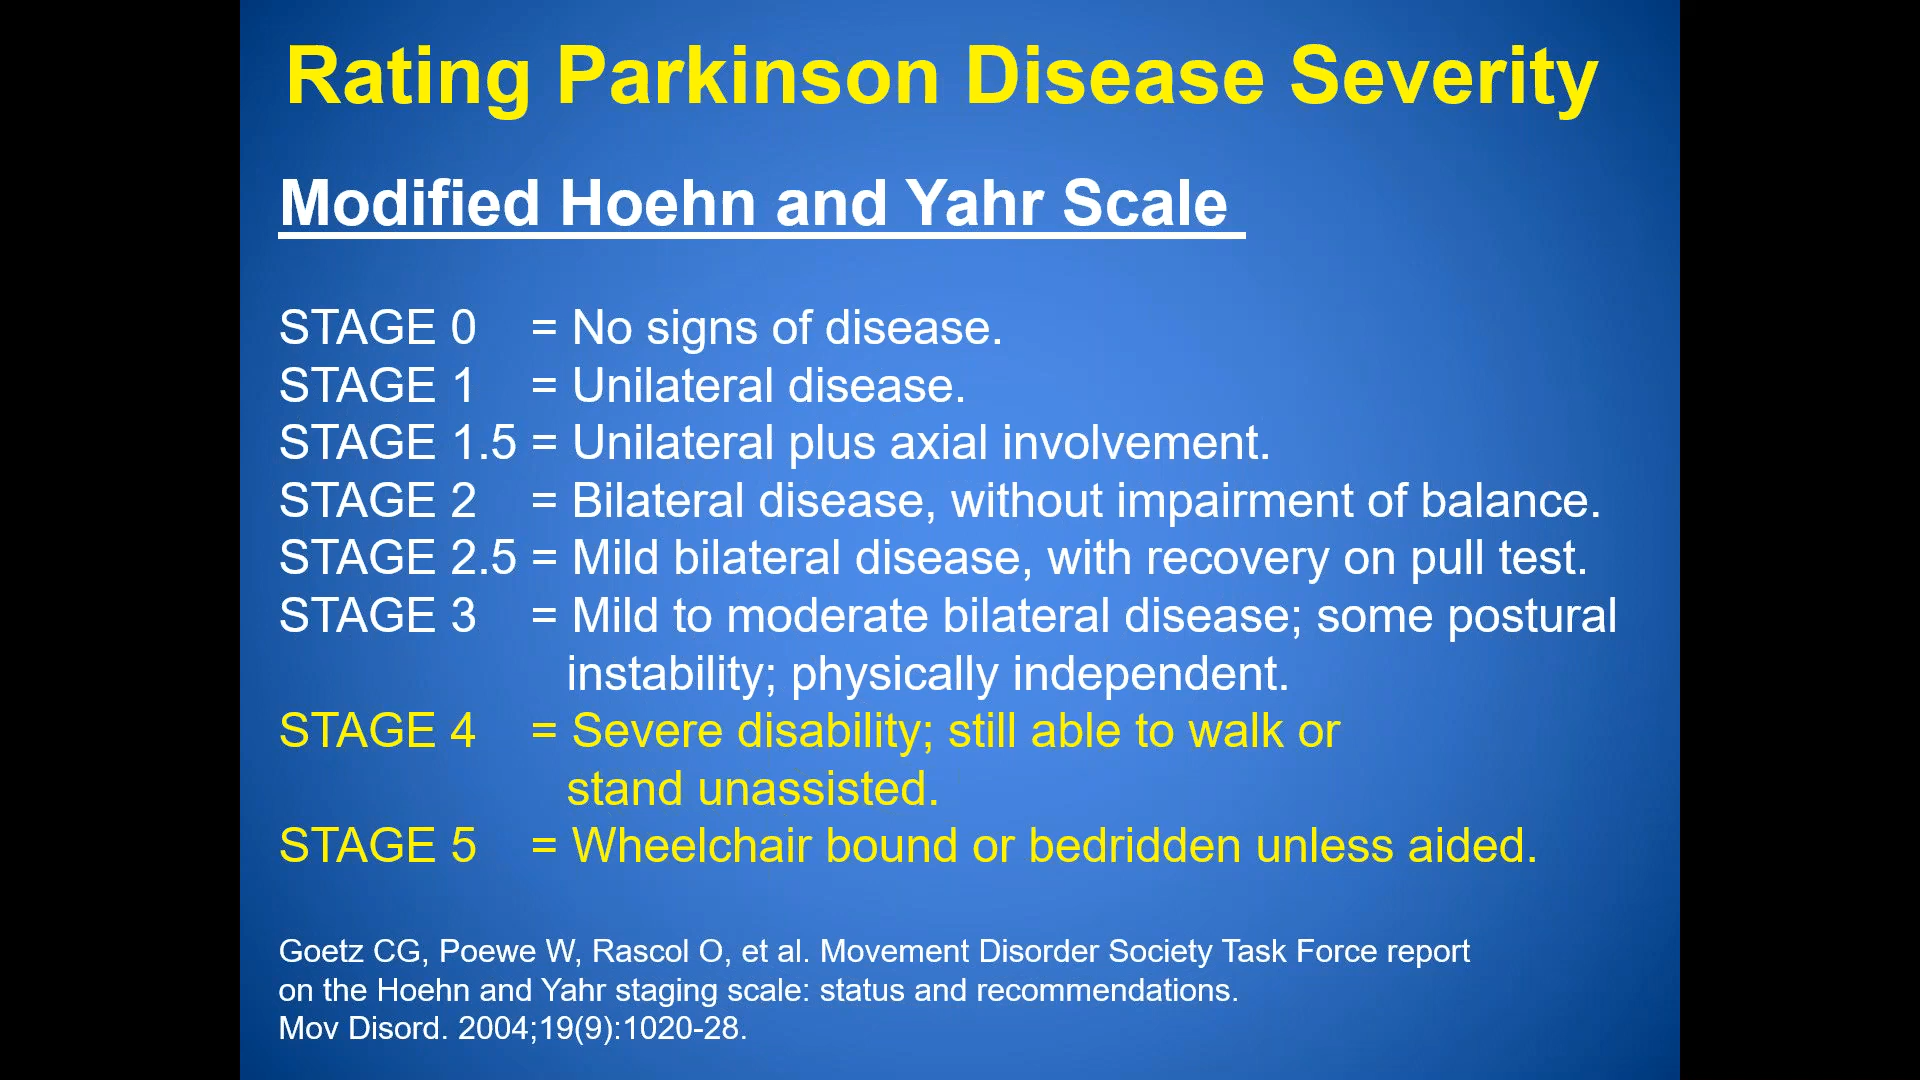 Rating Parkinson Disease Severity
Modified Hoehn and Yahr Scale
STAGE 0 = No signs of disease.
STAGE 1 = Unilateral disease.
STAGE 1.5 = Unilateral plus axial involvement.
STAGE 2 = Bilateral disease, without impairment of balance.
STAGE 2.5 = Mild bilateral disease, with recovery on pull test.
STAGE 3 = Mild to moderate bilateral disease; some postural
instability; physically independent.
STAGE 4 = Severe disability; still able to walk or
stand unassisted.
STAGE 5 = Wheelchair bound or bedridden unless aided.
Goetz CG, Poewe W, Rascol O, et al. Movement Disorder Society Task Force report
on the Hoehn and Yahr staging scale: status and recommendations.
Mov Disord. 2004;19(9):1020-28.